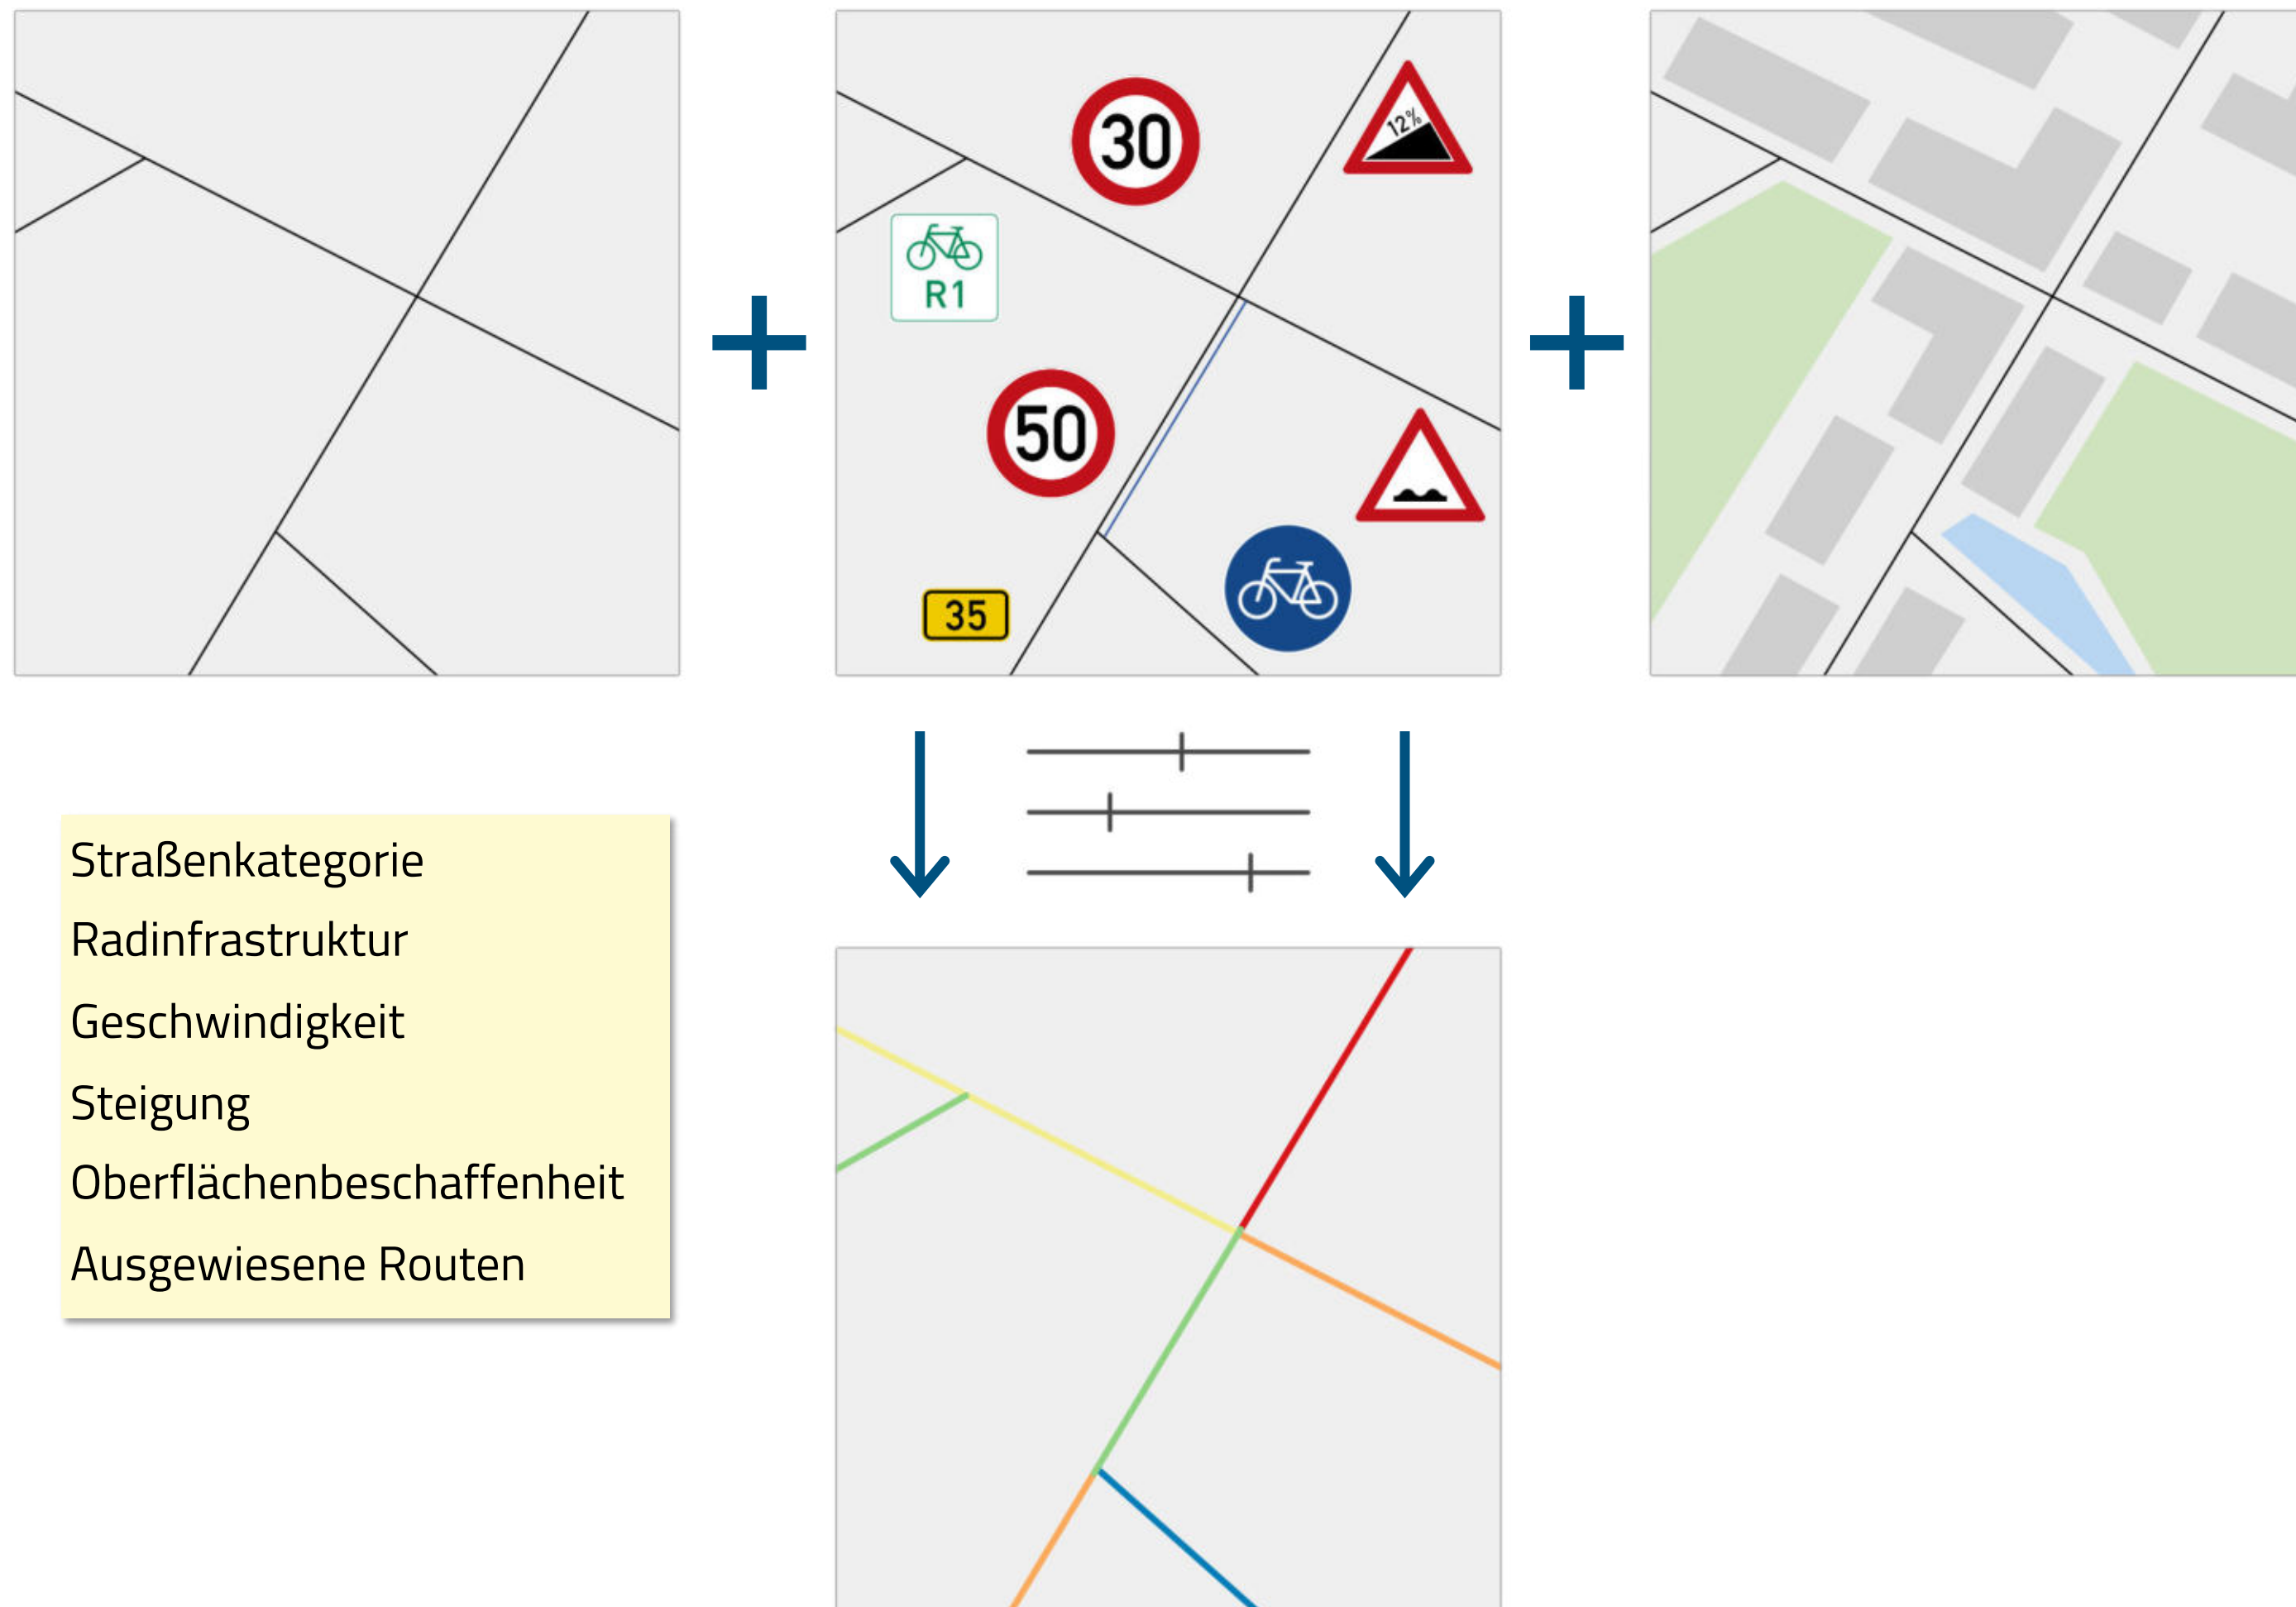 30
12%
R1
50
35
Straßenkategorie
Radinfrastruktur
Geschwindigkeit
Steigung
Oberflächenbeschaffenheit
Ausgewiesene Routen